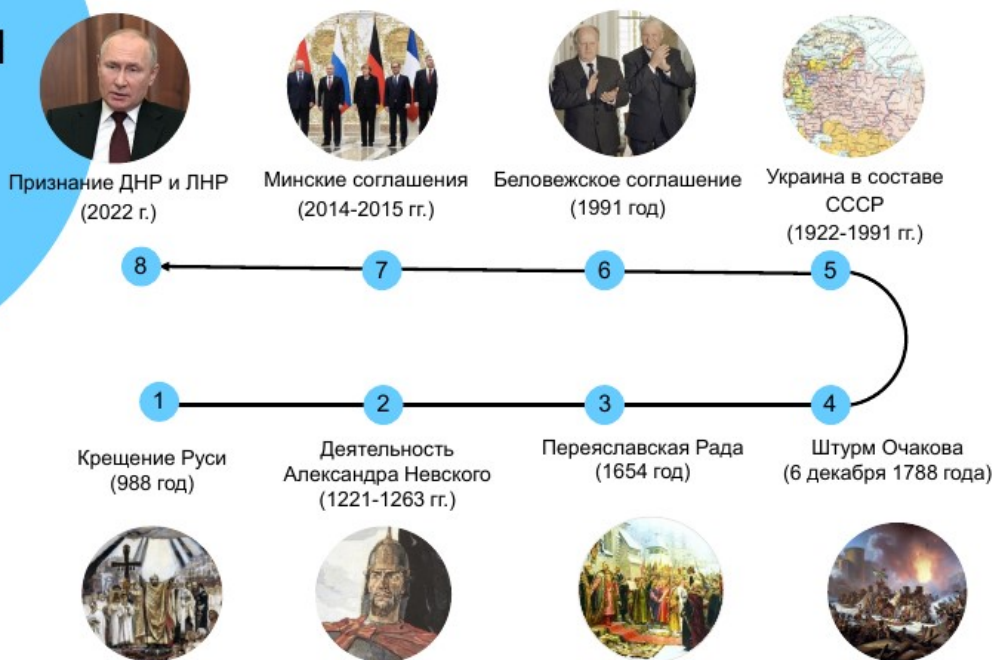 Признание ДНР и ЛНР
(2022 г.)
Минские соглашения
(2014-2015 гг.)
Беловежское соглашение
(1991 год)
Украина в составе
СССР
(1922-1991 гг.)
8
7
6
5
1
2
3
4
Крещение Руси
(988 год)
Деятельность
Александра Невского
(1221-1263 гг.)
Переяславская Рада
(1654 год)
Штурм Очакова
(6 декабря 1788 года)